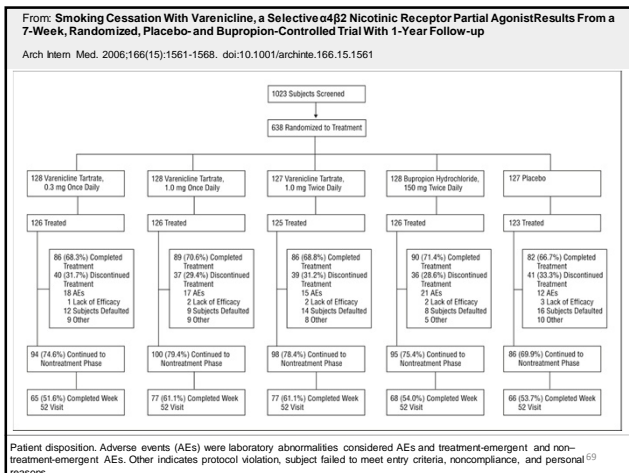 From: Smoking Cessation With Varenicline, a Selective α4β2 Nicotinic Receptor Partial AgonistResults From a
7-Week, Randomized, Placebo- and Bupropion-Controlled Trial With 1-Year Follow-up
Arch Intern Med. 2006;166(15):1561-1568. doi:10.1001/archinte.166.15.1561
1023 Subjects Screened
638 Randomized to Treatment
128 Varenicline Tartrate,
0.3 mg Once Daily
126 Treated
86 (68.3%) Completed
Treatment
40 (31.7%) Discontinued
Treatment
18 AEs
1 Lack of Efficacy
12 Subjects Defaulted
9 Other
94 (74.6%) Continued to
Nontreatment Phase
65 (51.6%) Completed Week
52 Visit
128 Varenicline Tartrate,
1.0 mg Once Daily
126 Treated
89 (70.6%) Completed
Treatment
37 (29.4%) Discontinued
Treatment
17 AEs
2 Lack of Efficacy
9 Subjects Defaulted
9 Other
100 (79.4%) Continued to
Nontreatment Phase
77 (61.1%) Completed Week
52 Visit
127 Varenicline Tartrate,
1.0 mg Twice Daily
125 Treated
86 (68.8%) Completed
Treatment
39 (31.2%) Discontinued
Treatment
15 AEs
2 Lack of Efficacy
14 Subjects Defaulted
8 Other
98 (78.4%) Continued to
Nontreatment Phase
77 (61.1%) Completed Week
52 Visit
128 Bupropion Hydrochloride,
150 mg Twice Daily
126 Treated
90 (71.4%) Completed
Treatment
36 (28.6%) Discontinued
Treatment
21 AEs
2 Lack of Efficacy
8 Subjects Defaulted
5 Other
95 (75.4%) Continued to
Nontreatment Phase
68 (54.0%) Completed Week
52 Visit
127 Placebo
123 Treated
82 (66.7%) Completed
Treatment
41 (33.3%) Discontinued
Treatment
12 AEs
3 Lack of Efficacy
16 Subjects Defaulted
10 Other
86 (69.9%) Continued to
Nontreatment Phase
66 (53.7%) Completed Week
52 Visit
Patient disposition. Adverse events (AEs) were laboratory abnormalities considered AEs and treatment-emergent and non–
treatment-emergent AEs. Other indicates protocol violation, subject failed to meet entry criteria, noncompliance, and personal
reasons.
69